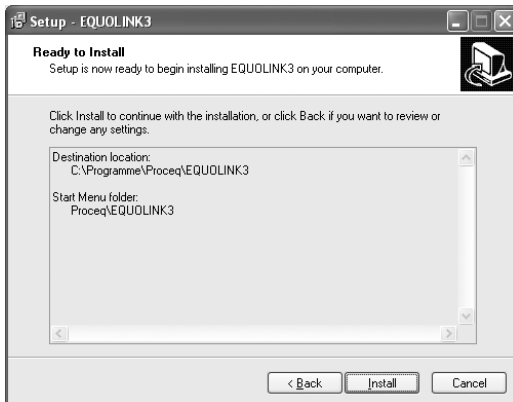 Setup - EQUOLINK3
Ready to Install
Setup is now ready to begin installing EQUOLINK3 on your computer.
Click Install to continue with the installation, or click Back if you want to review or
change any settings.
Destination location:
C:\Programme\Proceq\EQUOLINK3
Start Menu folder:
Proceq\EQUOLINK3
< Back
Install
Cancel